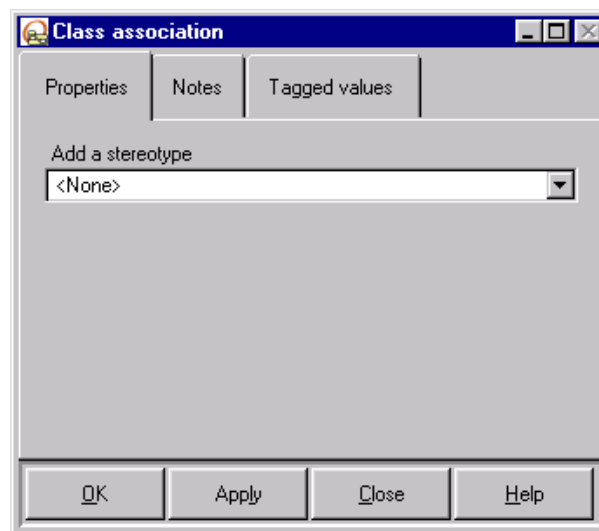 Class association
Properties Notes Tagged values
Add a stereotype
<None>
OK Apply Close Help